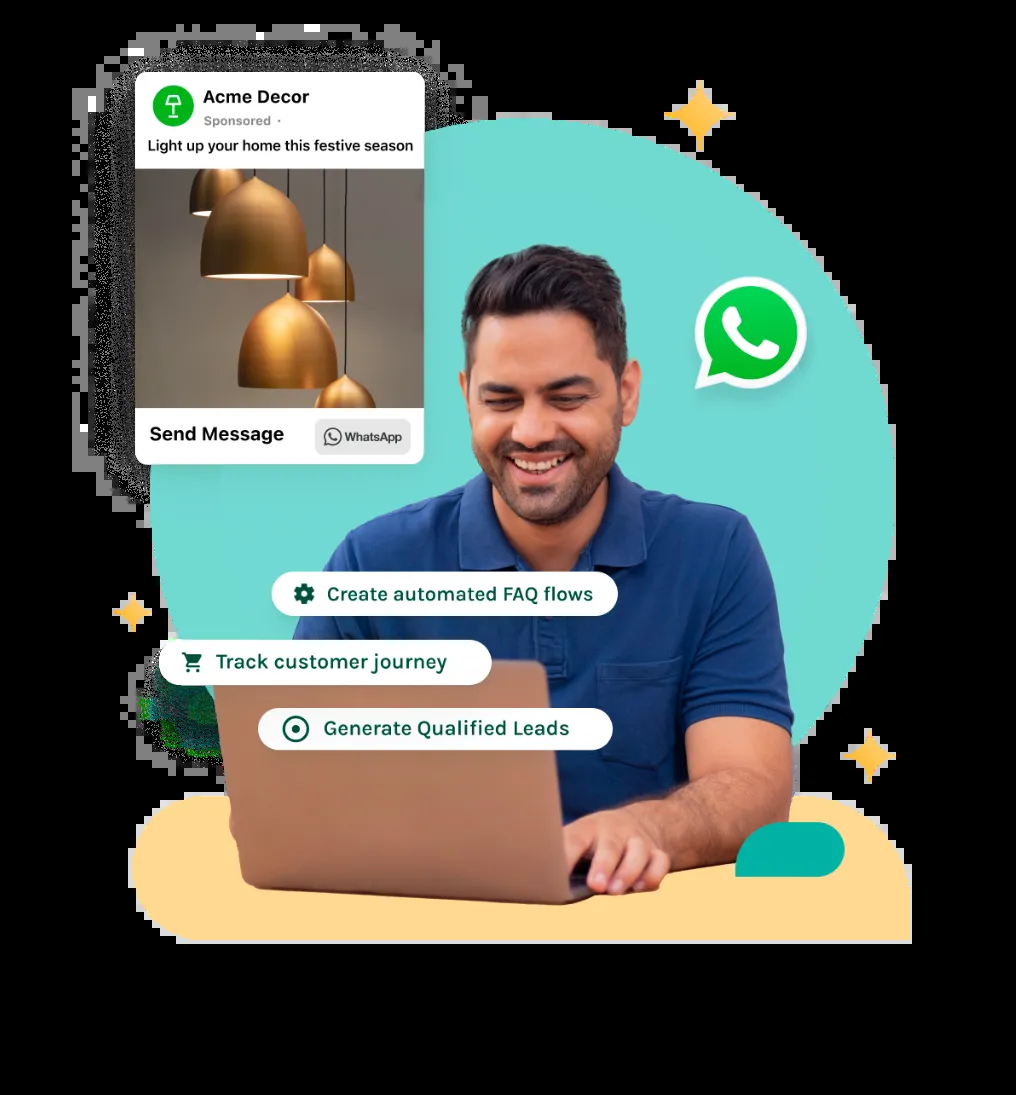 Acme Decor
Sponsored ·
Light up your home this festive season
Send Message
WhatsApp
Create automated FAQ flows
Track customer journey
Generate Qualified Leads